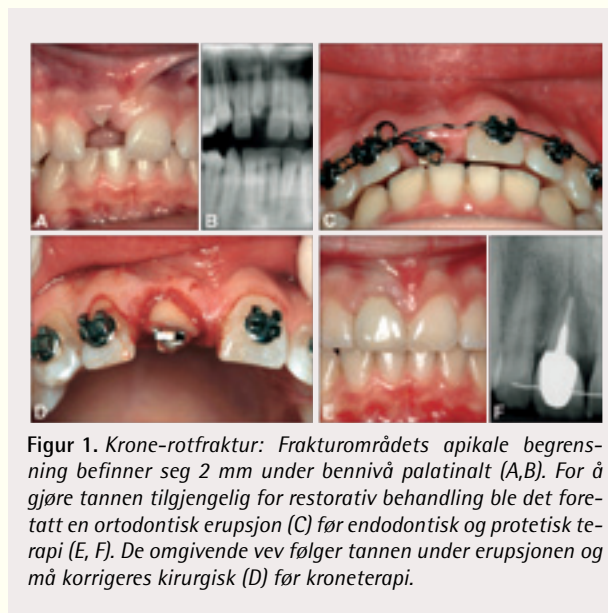 A
B
C
D
E
F
Figur 1. Krone-rotfraktur: Frakturområdets apikale begrens-
ning befinner seg 2 mm under bennivå palatinalt (A,B). For å
gjøre tannen tilgjengelig for restorativ behandling ble det fore-
tatt en ortodontisk erupsjon (C) før endodontisk og protetisk te-
rapi (E, F). De omgivende vev følger tannen under erupsjonen og
må korrigeres kirurgisk (D) før kroneterapi.